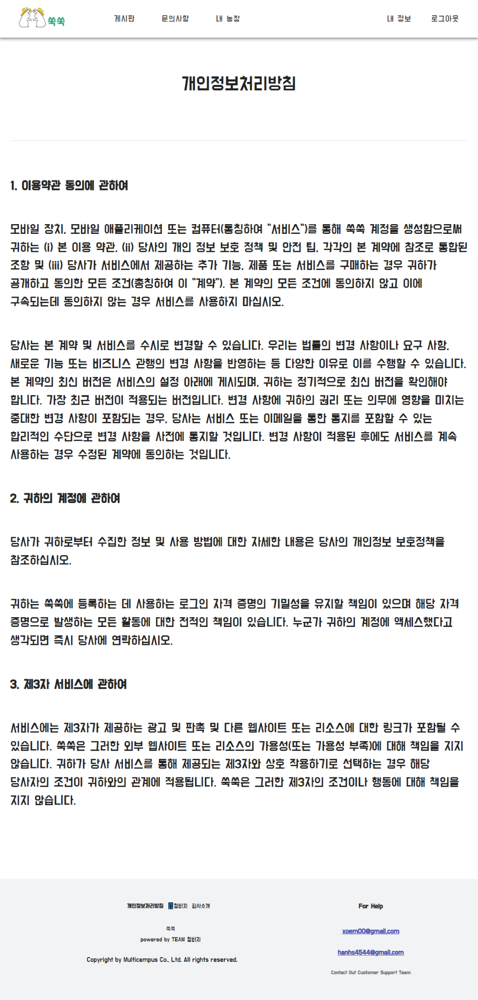 쑥쑥 게시판 문의사항 내 농장 내 정보 로그아웃
개인정보처리방침
1. 이용약관 동의에 관하여
모바일 장치, 모바일 애플리케이션 또는 컴퓨터(통칭하여 "서비스")를 통해 쑥쑥 계정을 생성함으로써
귀하는 (i) 본 이용 약관, (ii) 당사의 개인 정보 보호 정책 및 안전 팁, 각각의 본 계약에 참조로 통합된
조항 및 (iii) 당사가 서비스에서 제공하는 추가 기능, 제품 또는 서비스를 구매하는 경우 귀하가
공개하고 동의한 모든 조건(총칭하여 이 "계약"). 본 계약의 모든 조건에 동의하지 않고 이에
구속되는데 동의하지 않는 경우 서비스를 사용하지 마십시오.
당사는 본 계약 및 서비스를 수시로 변경할 수 있습니다. 우리는 법률의 변경 사항이나 요구 사항,
새로운 기능 또는 비즈니스 관행의 변경 사항을 반영하는 등 다양한 이유로 이를 수행할 수 있습니다.
본 계약의 최신 버전은 서비스의 설정 아래에 게시되며, 귀하는 정기적으로 최신 버전을 확인해야
합니다. 가장 최근 버전이 적용되는 버전입니다. 변경 사항에 귀하의 권리 또는 의무에 영향을 미치는
중대한 변경 사항이 포함되는 경우, 당사는 서비스 또는 이메일을 통한 통지를 포함할 수 있는
합리적인 수단으로 변경 사항을 사전에 통지할 것입니다. 변경 사항이 적용된 후에도 서비스를 계속
사용하는 경우 수정된 계약에 동의하는 것입니다.
2. 귀하의 계정에 관하여
당사가 귀하로부터 수집한 정보 및 사용 방법에 대한 자세한 내용은 당사의 개인정보 보호정책을
참조하십시오.
귀하는 쑥쑥에 등록하는 데 사용하는 로그인 자격 증명의 기밀성을 유지할 책임이 있으며 해당 자격
증명으로 발생하는 모든 활동에 대한 전적인 책임이 있습니다. 누군가 귀하의 계정에 액세스했다고
생각되면 즉시 당사에 연락하십시오.
3. 제3자 서비스에 관하여
서비스에는 제3자가 제공하는 광고 및 판촉 및 다른 웹사이트 또는 리소스에 대한 링크가 포함될 수
있습니다. 쑥쑥은 그러한 외부 웹사이트 또는 리소스의 가용성(또는 가용성 부족)에 대해 책임을 지지
않습니다. 귀하가 당사 서비스를 통해 제공되는 제3자와 상호 작용하기로 선택하는 경우 해당
당사자의 조건이 귀하와의 관계에 적용됩니다. 쑥쑥은 그러한 제3자의 조건이나 행동에 대해 책임을
지지 않습니다.
개인정보처리방침 청바지 회사소개
쑥쑥
powered by TEAM 청바지
Copyright by Multicampus Co., Ltd. All rights reserved.
For Help
xoem00@gmail.com
hanhs4544@gmail.com
Contact Out Customer Support Team